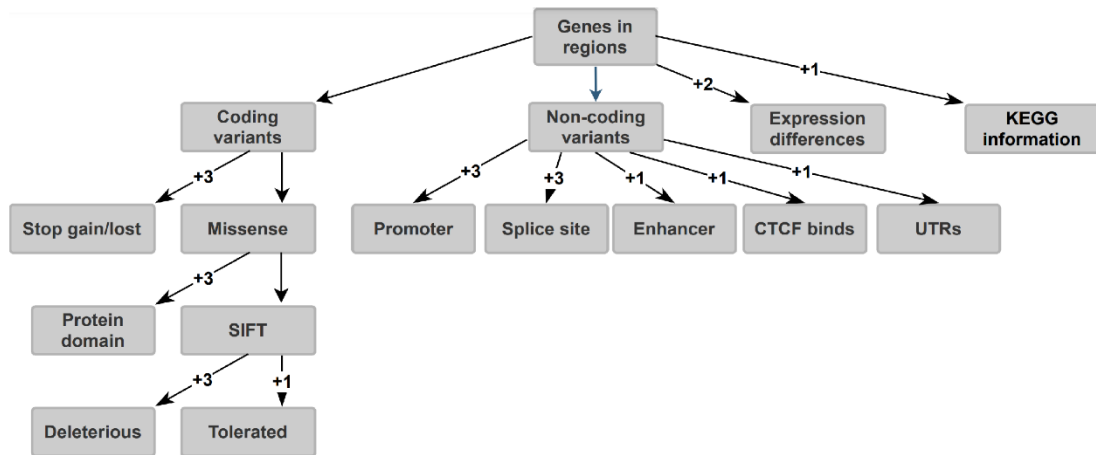 Genes in
regions
+1
+2
Coding
variants
Non-coding
variants
Expression
differences
KEGG
information
+3
+3
+3
+1
+1
+1
Stop gain/lost
Missense
Promoter
Splice site
Enhancer
CTCF binds
UTRs
+3
Protein
domain
SIFT
+3
+1
Deleterious
Tolerated